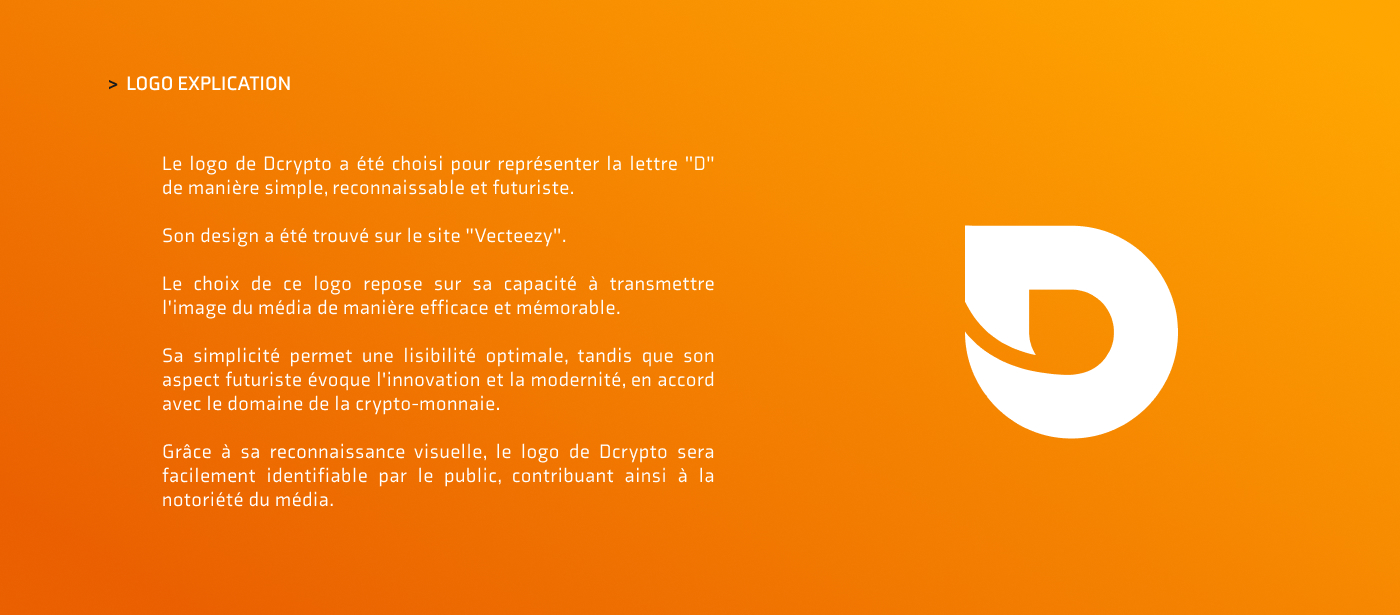 > LOGO EXPLICATION
Le logo de Dcrypto a été choisi pour représenter la lettre "D"
de manière simple, reconnaissable et futuriste.
Son design a été trouvé sur le site "Vecteezy".
Le choix de ce logo repose sur sa capacité à transmettre
l'image du média de manière efficace et mémorable.
Sa simplicité permet une lisibilité optimale, tandis que son
aspect futuriste évoque l'innovation et la modernité, en accord
avec le domaine de la crypto-monnaie.
Grâce à sa reconnaissance visuelle, le logo de Dcrypto sera
facilement identifiable par le public, contribuant ainsi à la
notoriété du média.